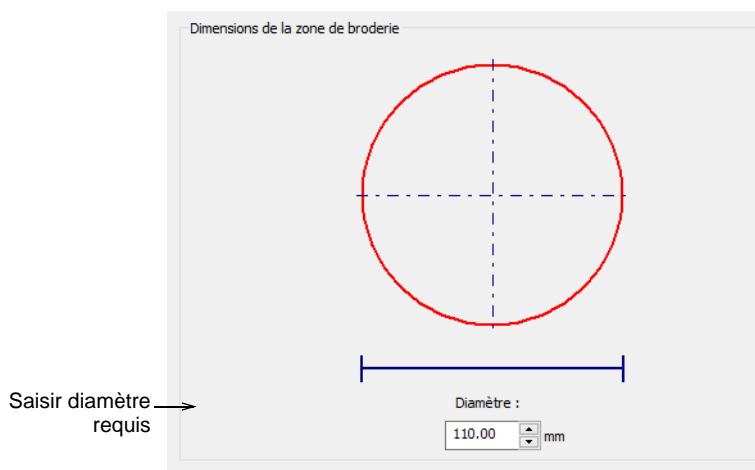 Dimensions de la zone de broderie
Saisir diamètre
requis
Diamètre :
110.00 mm